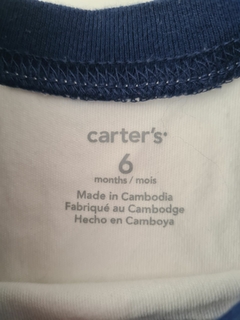 carter's
6
months / mois
Made in Cambodia
Fabriqué au Cambodge
Hecho en Camboya